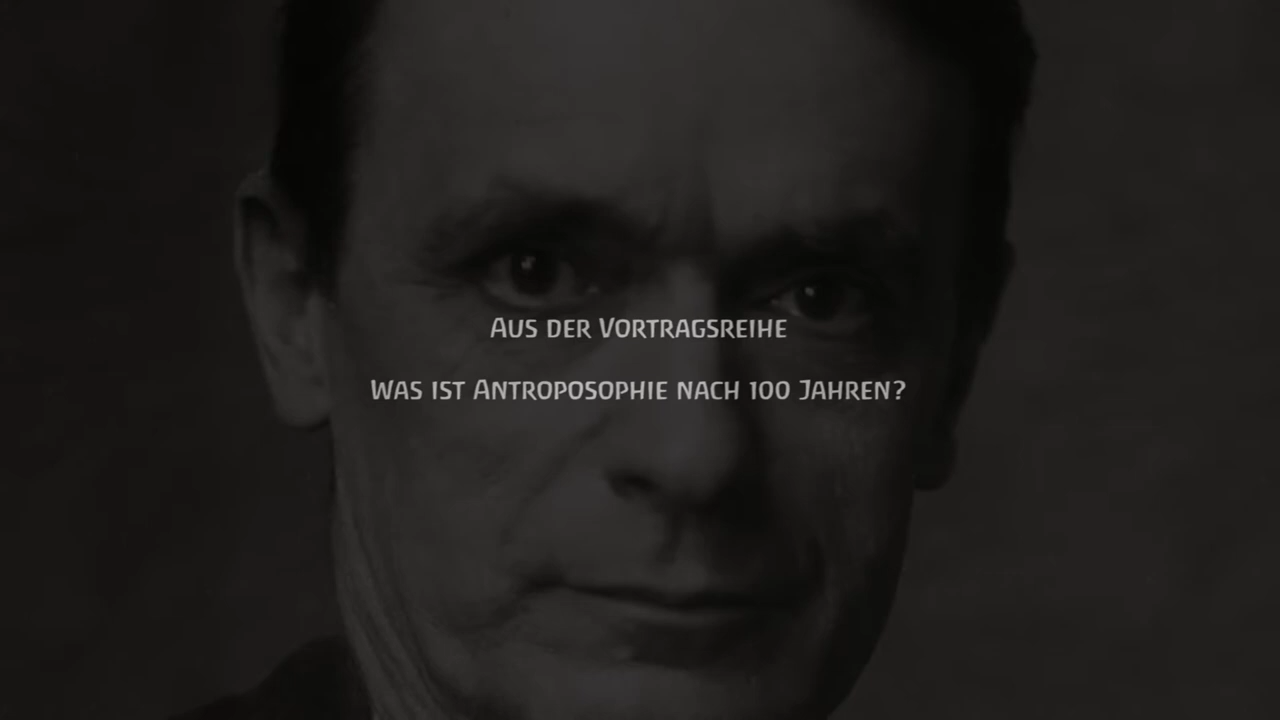 Aus der Vortragsreihe
Was ist Antroposophie nach 100 Jahren?